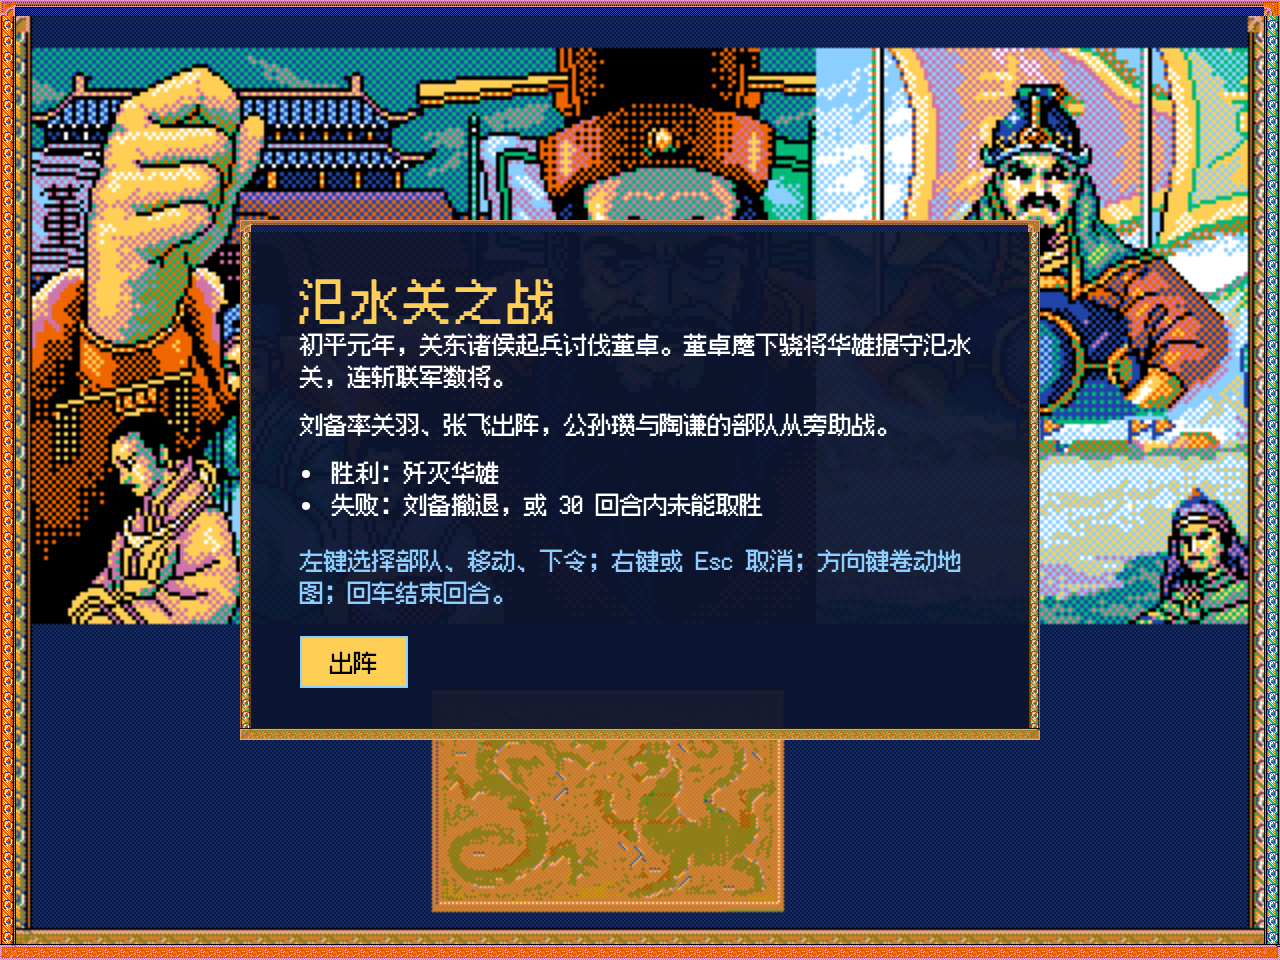 董
汜水关之战
初平元年，关东诸侯起兵讨伐董卓。董卓麾下骁将华雄据守汜水
关，连斩联军数将。
刘备率关羽、张飞出阵，公孙瓒与陶谦的部队从旁助战。
• 胜利：歼灭华雄
• 失败：刘备撤退，或 30 回合内未能取胜
左键选择部队、移动、下令；右键或 Esc 取消；方向键卷动地
图；回车结束回合。
出阵